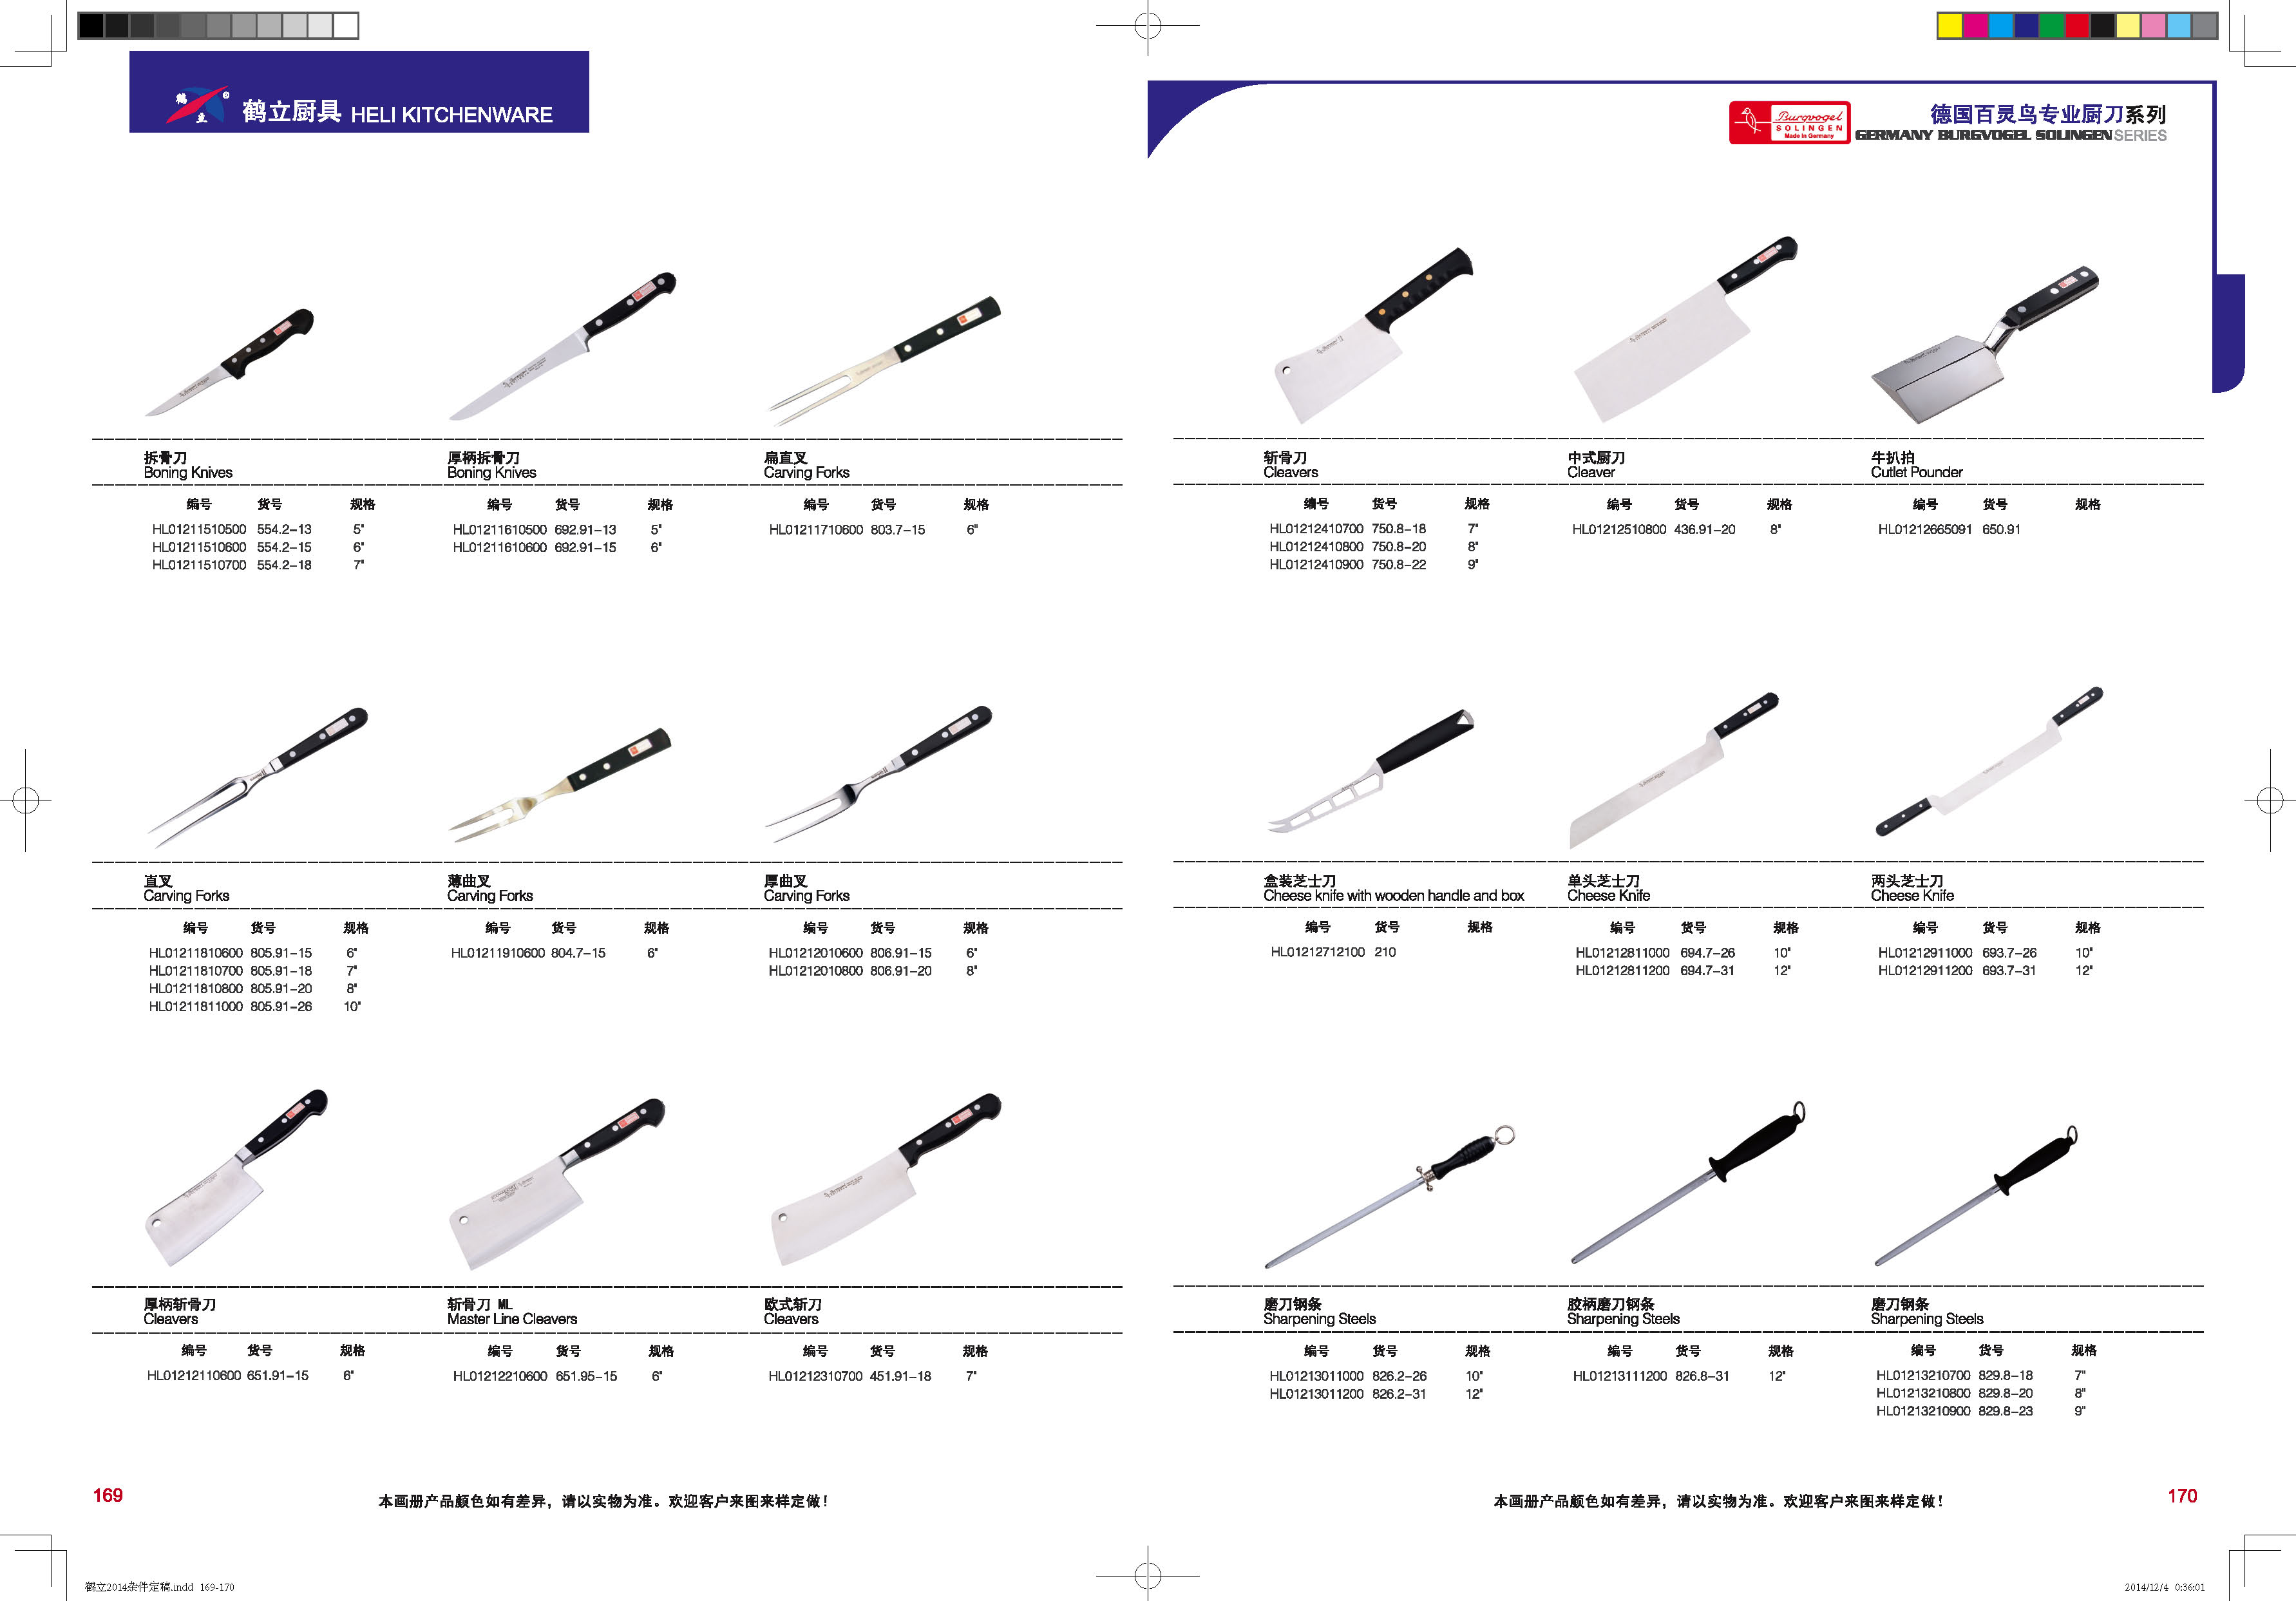 鹤立厨具 HELI KITCHENWARE
Burgvogel
SOLINGEN
Made in Germany
德国百灵鸟专业厨刀系列
GERMANY BURGVOGEL SOLINGEN SERIES
拆骨刀
Boning Knives
编号 货号 规格
HL01211510500 554.2-13 5"
HL01211510600 554.2-15 6"
HL01211510700 554.2-18 7"
厚柄拆骨刀
Boning Knives
编号 货号 规格
HL01211610500 692.91-13 5"
HL01211610600 692.91-15 6"
扁直叉
Carving Forks
编号 货号 规格
HL01211710600 803.7-15 6"
直叉
Carving Forks
编号 货号 规格
HL01211810600 805.91-15 6"
HL01211810700 805.91-18 7"
HL01211810800 805.91-20 8"
HL01211811000 805.91-26 10"
薄曲叉
Carving Forks
编号 货号 规格
HL01211910600 804.7-15 6"
厚曲叉
Carving Forks
编号 货号 规格
HL01212010600 806.91-15 6"
HL01212010800 806.91-20 8"
厚柄斩骨刀
Cleavers
编号 货号 规格
HL01212110600 651.91-15 6"
斩骨刀 ML
Master Line Cleavers
编号 货号 规格
HL01212210600 651.95-15 6"
欧式斩刀
Cleavers
编号 货号 规格
HL01212310700 451.91-18 7"
169
本画册产品颜色如有差异，请以实物为准。欢迎客户来图来样定做！
斩骨刀
Cleavers
编号 货号 规格
HL01212410700 750.8-18 7"
HL01212410800 750.8-20 8"
HL01212410900 750.8-22 9"
中式厨刀
Cleaver
编号 货号 规格
HL01212510800 436.91-20 8"
牛扒拍
Cutlet Pounder
编号 货号 规格
HL01212665091 650.91
盒装芝士刀
Cheese knife with wooden handle and box
编号 货号 规格
HL01212712100 210
单头芝士刀
Cheese Knife
编号 货号 规格
HL01212811000 694.7-26 10"
HL01212811200 694.7-31 12"
两头芝士刀
Cheese Knife
编号 货号 规格
HL01212911000 693.7-26 10"
HL01212911200 693.7-31 12"
磨刀钢条
Sharpening Steels
编号 货号 规格
HL01213011000 826.2-26 10"
HL01213011200 826.2-31 12"
胶柄磨刀钢条
Sharpening Steels
编号 货号 规格
HL01213111200 826.8-31 12"
磨刀钢条
Sharpening Steels
编号 货号 规格
HL01213210700 829.8-18 7"
HL01213210800 829.8-20 8"
HL01213210900 829.8-23 9"
本画册产品颜色如有差异，请以实物为准。欢迎客户来图来样定做！
170
鹤立2014杂件定稿.indd 169-170
2014/12/4 0:36:01